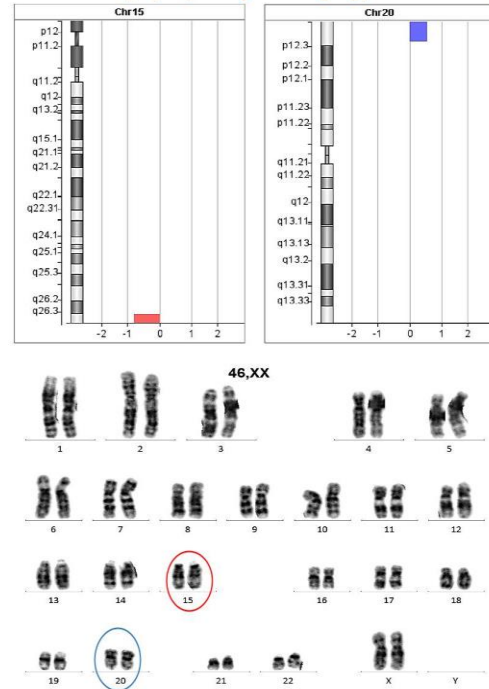 Chr15
p12
p11.2
q11.2
q12
q13.2
q15.1
q21.1
q21.2
q22.1
q22.31
q24.1
q25.1
q25.3
q26.2
q26.3
-2 -1 0 2
Chr20
p12.3
p12.2
p12.1
p11.23
p11.22
q11.21
q11.22
q12
q13.11
q13.13
q13.2
q13.31
q13.33
-2 -1 0 2
46,XX
1 2 3 4 5
6 7 8 9 10 11 12
13 14 15 16 17 18
19 20 21 22 X Y